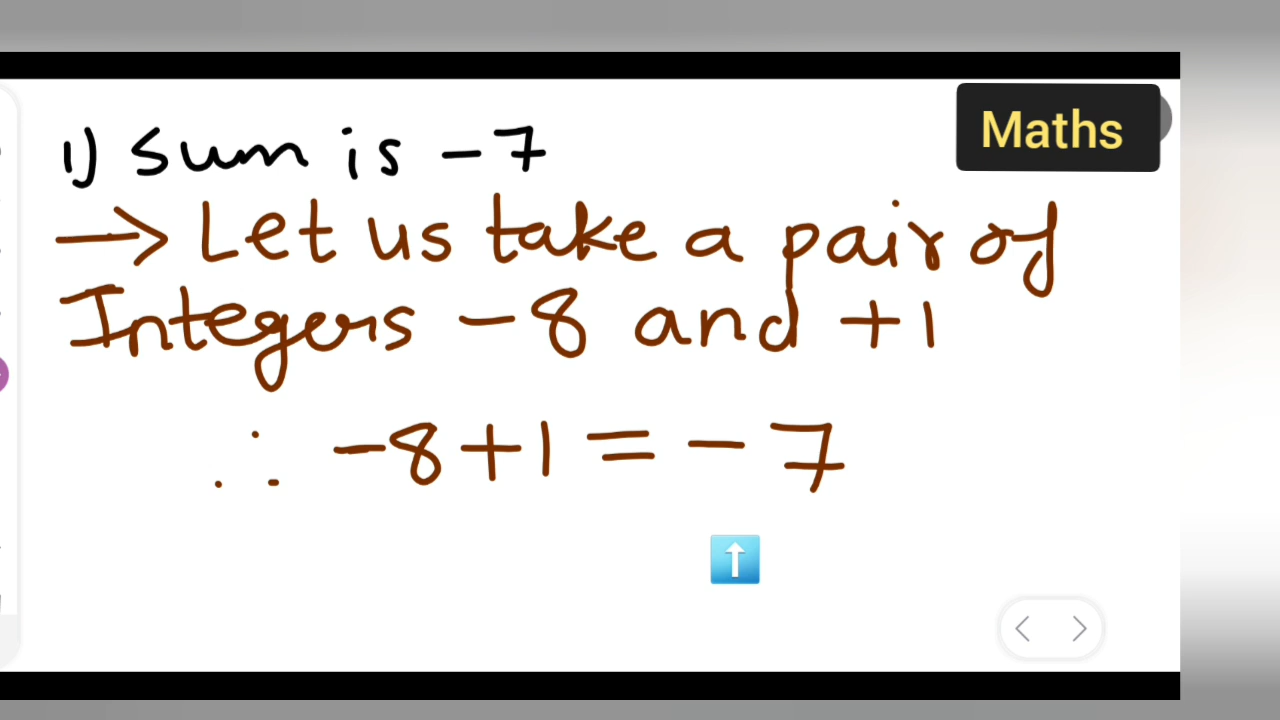 Maths
1) Sum is -7
→ Let us take a pair of
Integers -8 and +1
∴ -8+1 = -7